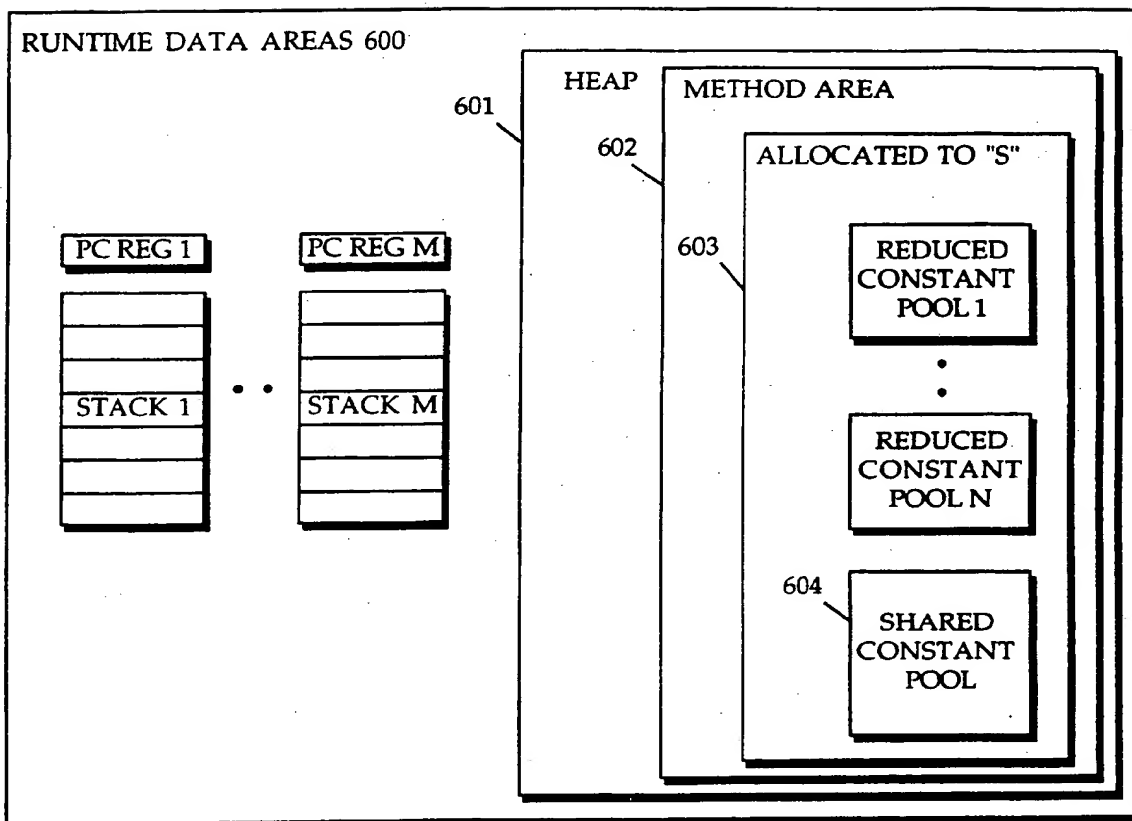 RUNTIME DATA AREAS 600
HEAP
METHOD AREA
601
602
ALLOCATED TO "S"
603
PC REG 1
PC REG M
REDUCED
CONSTANT
POOL 1
STACK 1
STACK M
REDUCED
CONSTANT
POOL N
604
SHARED
CONSTANT
POOL